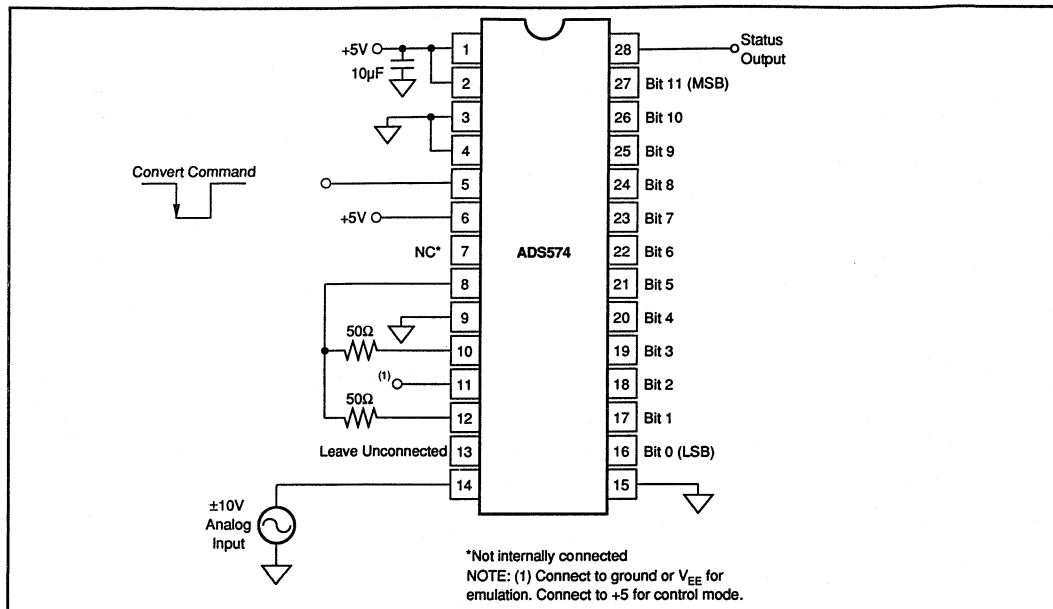 +5V
10µF
1
2
3
4
Convert Command
5
+5V
6
NC*
7
8
9
50Ω
10
(1)
11
50Ω
12
Leave Unconnected
13
14
±10V
Analog
Input
ADS574
28
Status
Output
27 Bit 11 (MSB)
26 Bit 10
25 Bit 9
24 Bit 8
23 Bit 7
22 Bit 6
21 Bit 5
20 Bit 4
19 Bit 3
18 Bit 2
17 Bit 1
16 Bit 0 (LSB)
15
*Not internally connected
NOTE: (1) Connect to ground or VEE for
emulation. Connect to +5 for control mode.